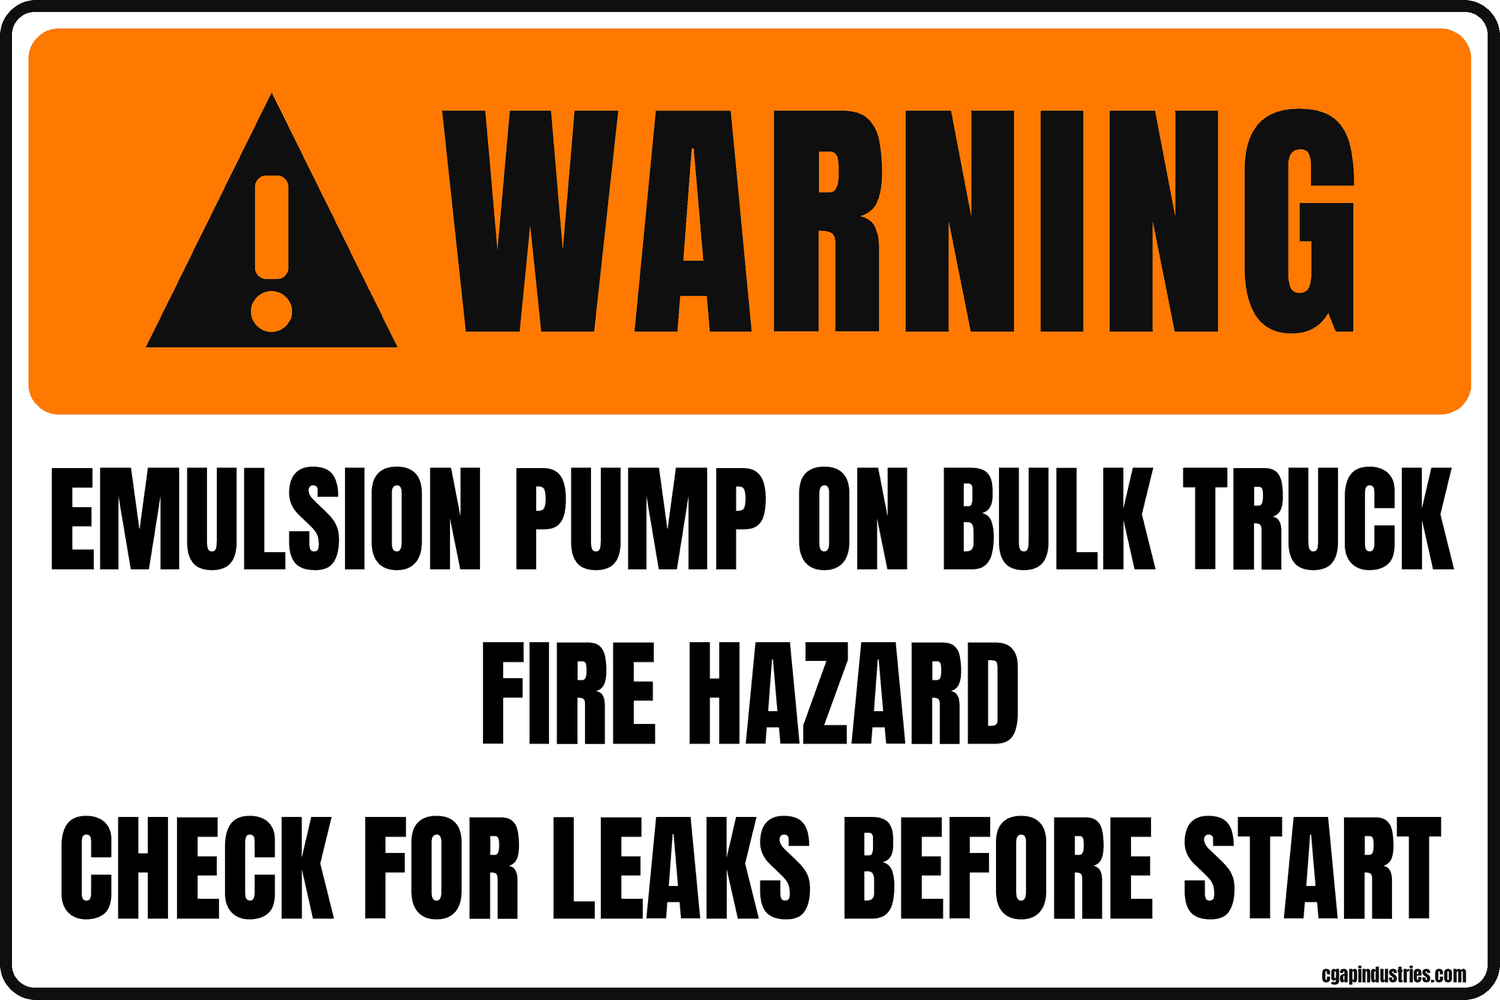 WARNING
EMULSION PUMP ON BULK TRUCK
FIRE HAZARD
CHECK FOR LEAKS BEFORE START
cgapindustries.com